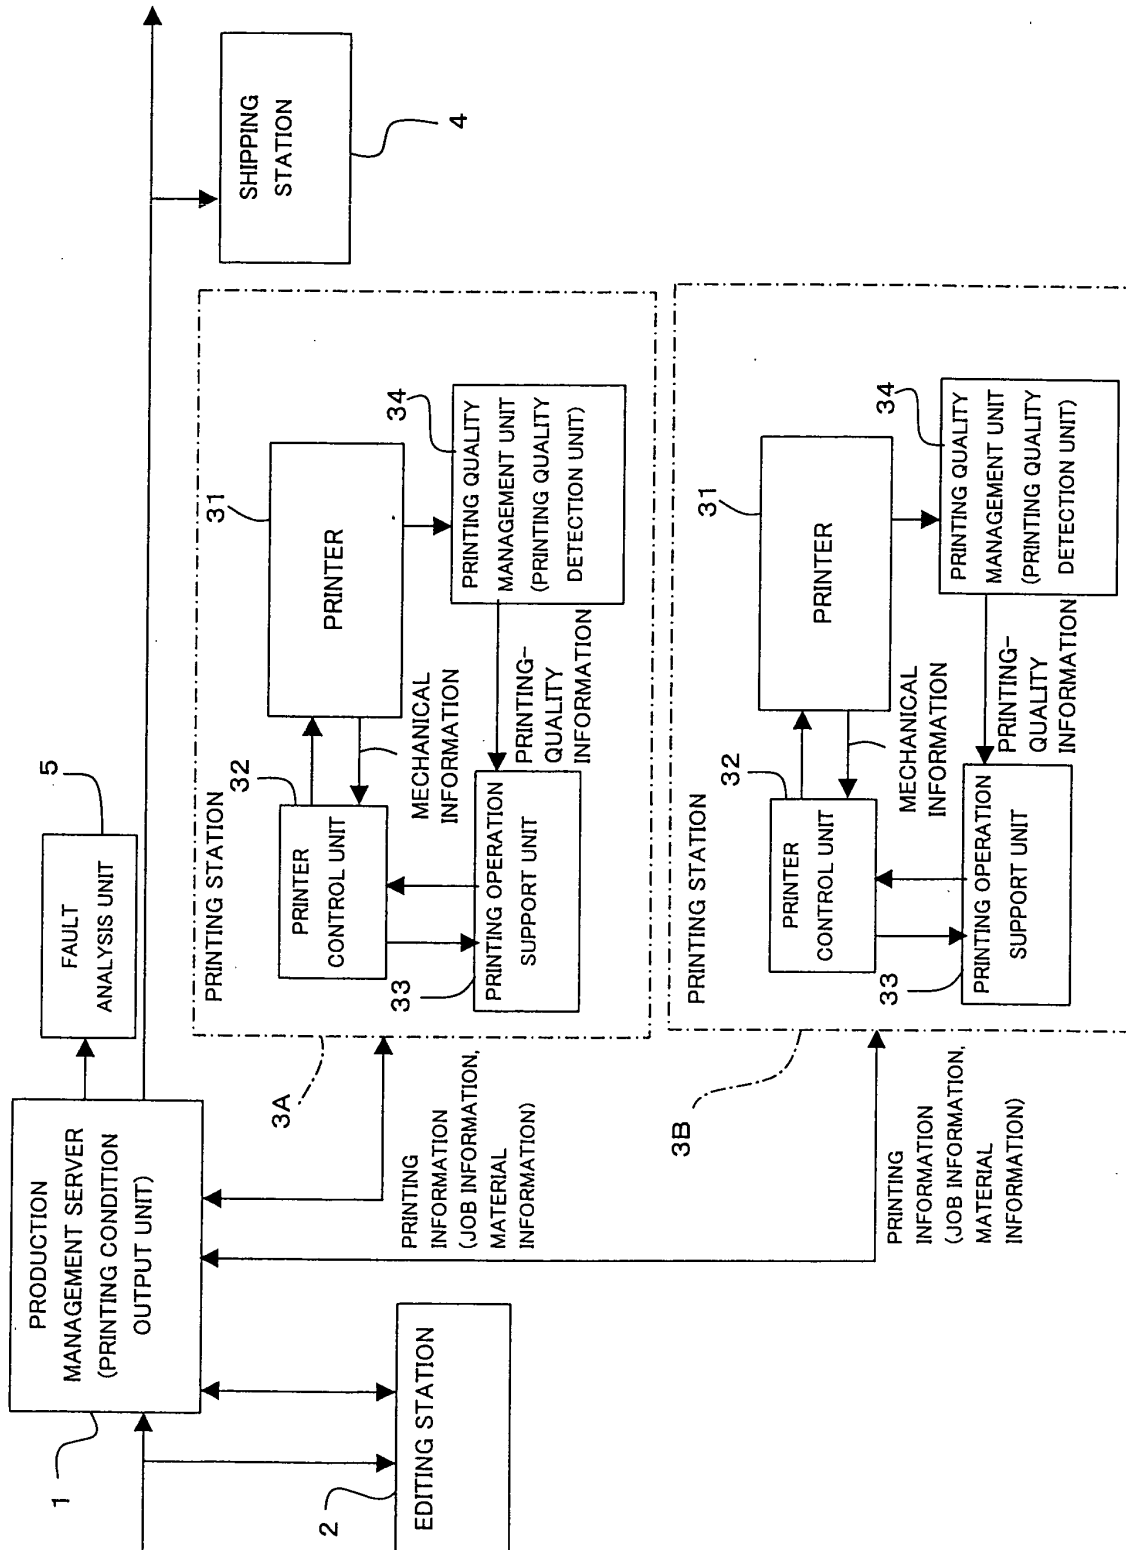 1
PRODUCTION
MANAGEMENT SERVER
(PRINTING CONDITION
OUTPUT UNIT)
5
FAULT
ANALYSIS UNIT
2
EDITING STATION
SHIPPING
STATION
4
3A
PRINTING
INFORMATION
(JOB INFORMATION,
MATERIAL
INFORMATION)
PRINTING STATION
32
PRINTER
CONTROL UNIT
31
PRINTER
MECHANICAL
INFORMATION
33
PRINTING OPERATION
SUPPORT UNIT
PRINTING-
QUALITY
INFORMATION
34
PRINTING QUALITY
MANAGEMENT UNIT
(PRINTING QUALITY
DETECTION UNIT)
3B
PRINTING
INFORMATION
(JOB INFORMATION,
MATERIAL
INFORMATION)
PRINTING STATION
32
PRINTER
CONTROL UNIT
31
PRINTER
MECHANICAL
INFORMATION
33
PRINTING OPERATION
SUPPORT UNIT
PRINTING-
QUALITY
INFORMATION
34
PRINTING QUALITY
MANAGEMENT UNIT
(PRINTING QUALITY
DETECTION UNIT)